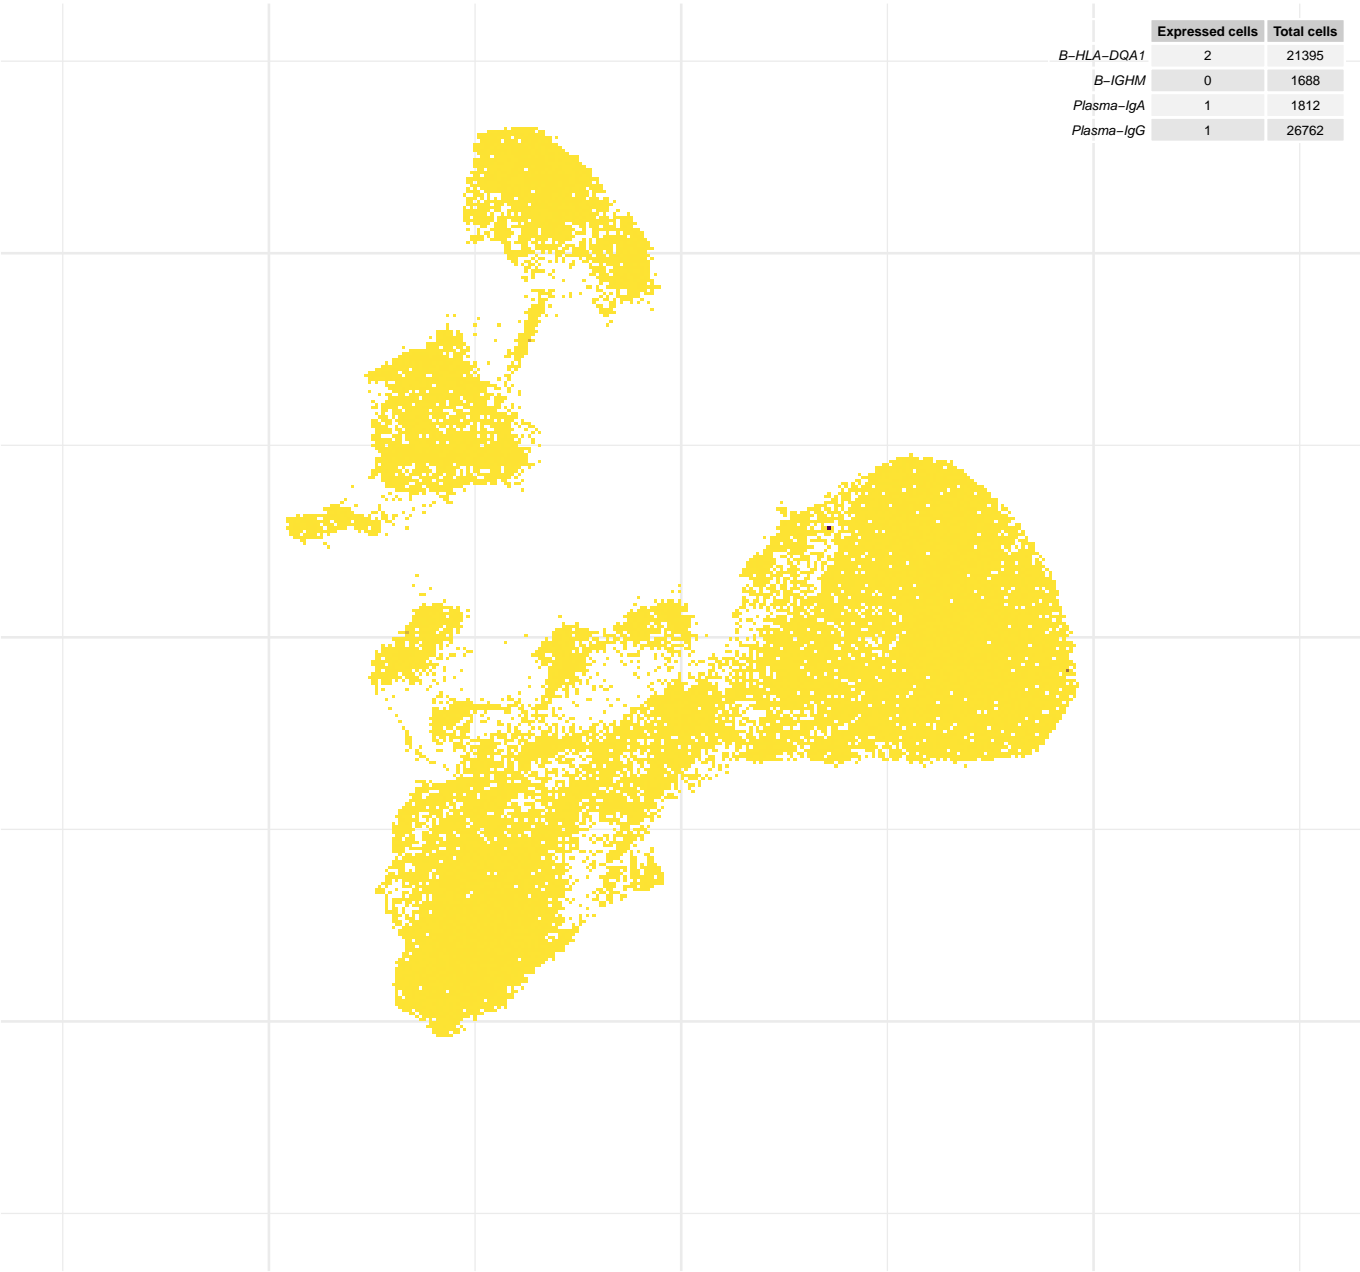 Expressed cells Total cells
B−HLA−DQA1 2 21395
B−IGHM 0 1688
Plasma−IgA 1 1812
Plasma−IgG 1 26762